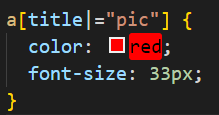 a[title|="pic"] {
color: red;
font-size: 33px;
}